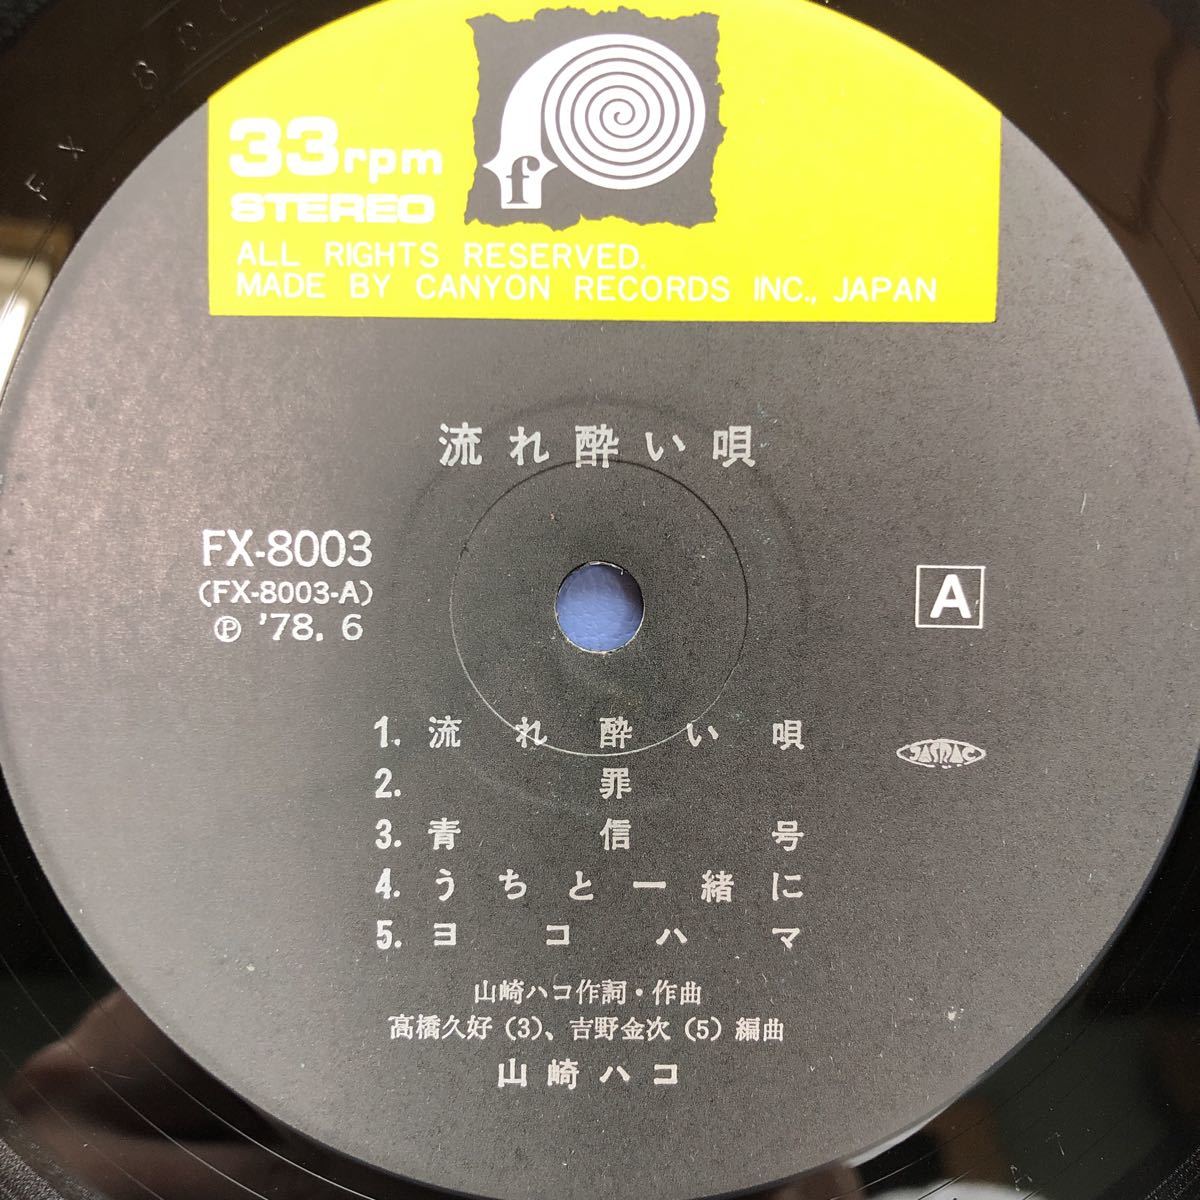 33rpm
STEREO
f
ALL RIGHTS RESERVED.
MADE BY CANYON RECORDS INC., JAPAN
流れ酔い唄
FX-8003
(FX-8003-A)
℗ '78. 6
A
1. 流れ酔い唄
2. 罪
3. 青信号
4. うちと一緒に
5. ヨコハマ
JASRAC
山崎ハコ作詞・作曲
高橋久好(3)、吉野金次(5)編曲
山崎ハコ